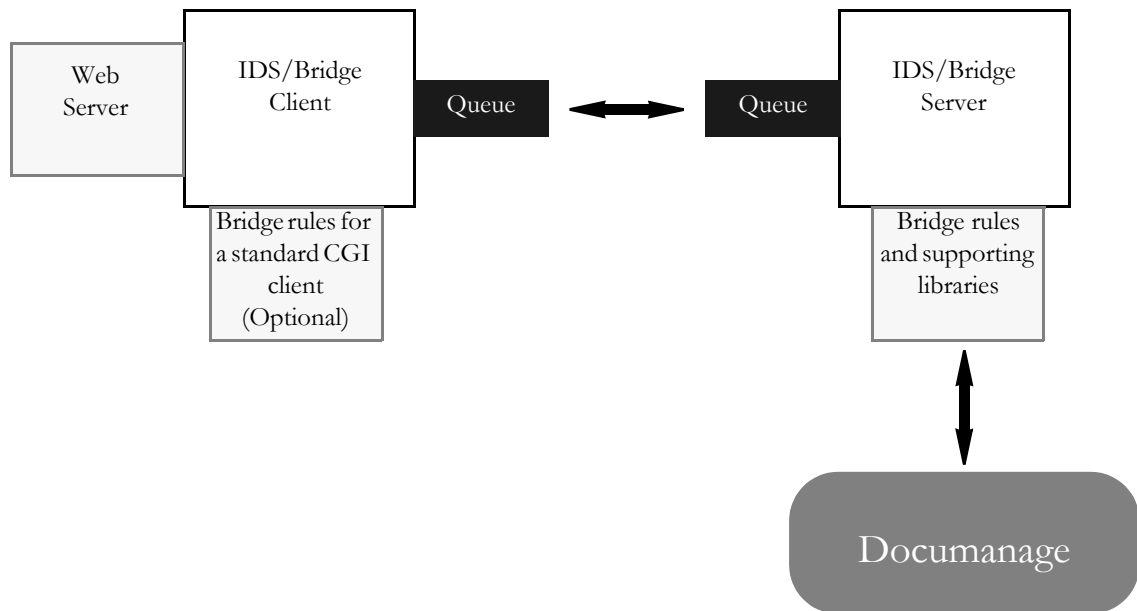 Web
Server
IDS/Bridge
Client
Queue
Queue
IDS/Bridge
Server
Bridge rules for
a standard CGI
client
(Optional)
Bridge rules
and supporting
libraries
Documanage